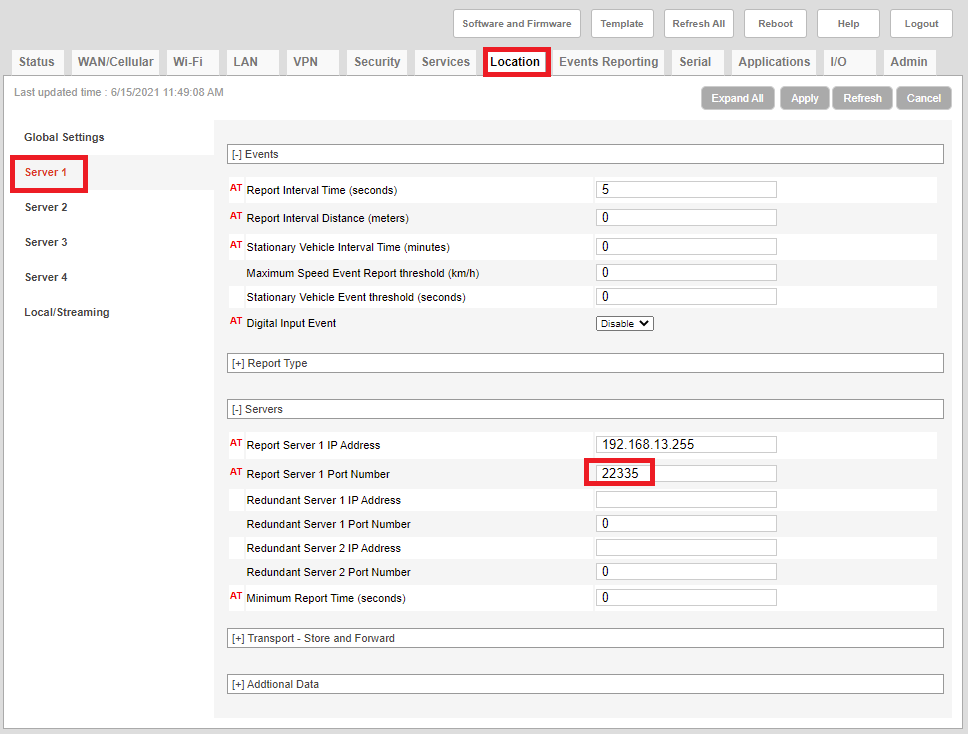 Software and Firmware Template Refresh All Reboot Help Logout
Status WAN/Cellular Wi-Fi LAN VPN Security Services Location Events Reporting Serial Applications I/O Admin
Last updated time : 6/15/2021 11:49:08 AM
Expand All Apply Refresh Cancel
Global Settings
Server 1
Server 2
Server 3
Server 4
Local/Streaming
[-] Events
AT Report Interval Time (seconds) 5
AT Report Interval Distance (meters) 0
AT Stationary Vehicle Interval Time (minutes) 0
Maximum Speed Event Report threshold (km/h) 0
Stationary Vehicle Event threshold (seconds) 0
AT Digital Input Event Disable
[+] Report Type
[-] Servers
AT Report Server 1 IP Address 192.168.13.255
AT Report Server 1 Port Number 22335
Redundant Server 1 IP Address
Redundant Server 1 Port Number 0
Redundant Server 2 IP Address
Redundant Server 2 Port Number 0
AT Minimum Report Time (seconds) 0
[+] Transport - Store and Forward
[+] Addtional Data